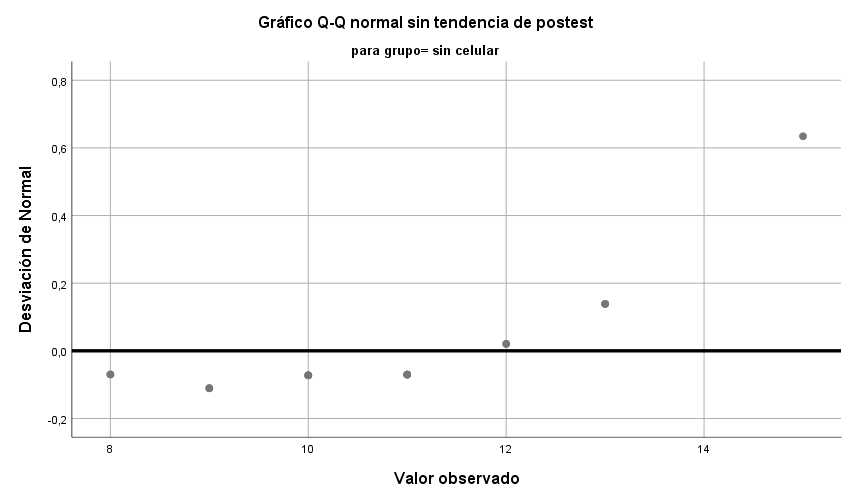 Gráfico Q-Q normal sin tendencia de postest
para grupo= sin celular
Desviación de Normal
0,8
0,6
0,4
0,2
0,0
-0,2
8
10
12
14
Valor observado